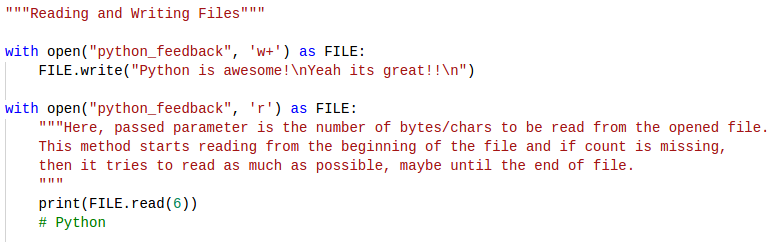 """Reading and Writing Files"""
with open("python_feedback", 'w+') as FILE:
    FILE.write("Python is awesome!\nYeah its great!!\n")
with open("python_feedback", 'r') as FILE:
    """Here, passed parameter is the number of bytes/chars to be read from the opened file.
    This method starts reading from the beginning of the file and if count is missing,
    then it tries to read as much as possible, maybe until the end of file.
    """
    print(FILE.read(6))
    # Python